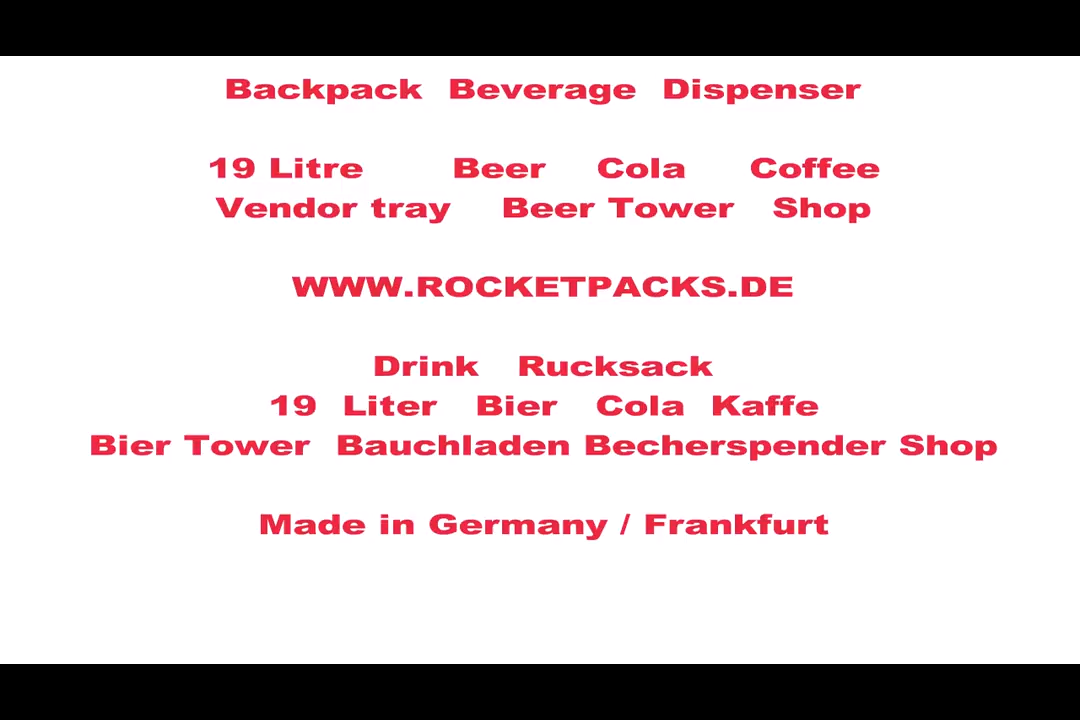 Backpack Beverage Dispenser
19 Litre Beer Cola Coffee
Vendor tray Beer Tower Shop
WWW.ROCKETPACKS.DE
Drink Rucksack
19 Liter Bier Cola Kaffe
Bier Tower Bauchladen Becherspender Shop
Made in Germany / Frankfurt